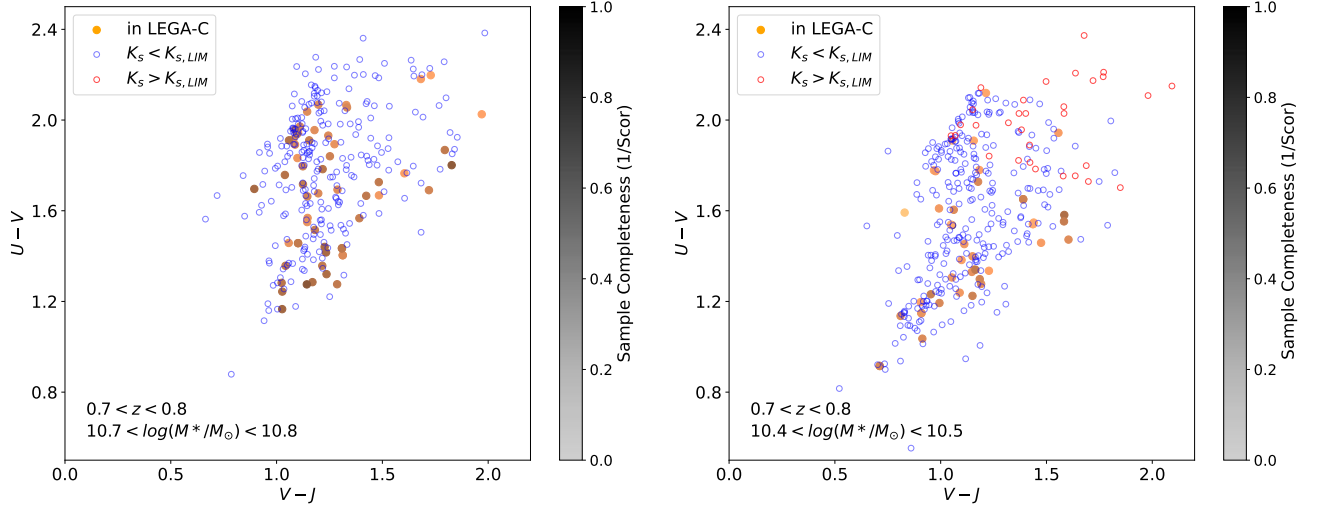 in LEGA-C
K_s < K_{s,LIM}
K_s > K_{s,LIM}
2.4
2.0
1.6
1.2
0.8
U − V
0.0
0.5
1.0
1.5
2.0
V − J
0.7 < z < 0.8
10.7 < log(M * /M_⊙) < 10.8
1.0
0.8
0.6
0.4
0.2
0.0
Sample Completeness (1/Scor)
in LEGA-C
K_s < K_{s,LIM}
K_s > K_{s,LIM}
2.4
2.0
1.6
1.2
0.8
U − V
0.0
0.5
1.0
1.5
2.0
V − J
0.7 < z < 0.8
10.4 < log(M * /M_⊙) < 10.5
1.0
0.8
0.6
0.4
0.2
0.0
Sample Completeness (1/Scor)